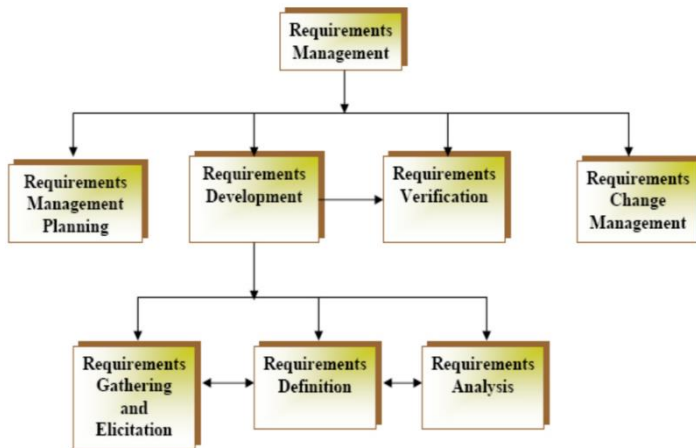 Requirements
Management
Requirements
Management
Planning
Requirements
Development
Requirements
Verification
Requirements
Change
Management
Requirements
Gathering
and
Elicitation
Requirements
Definition
Requirements
Analysis